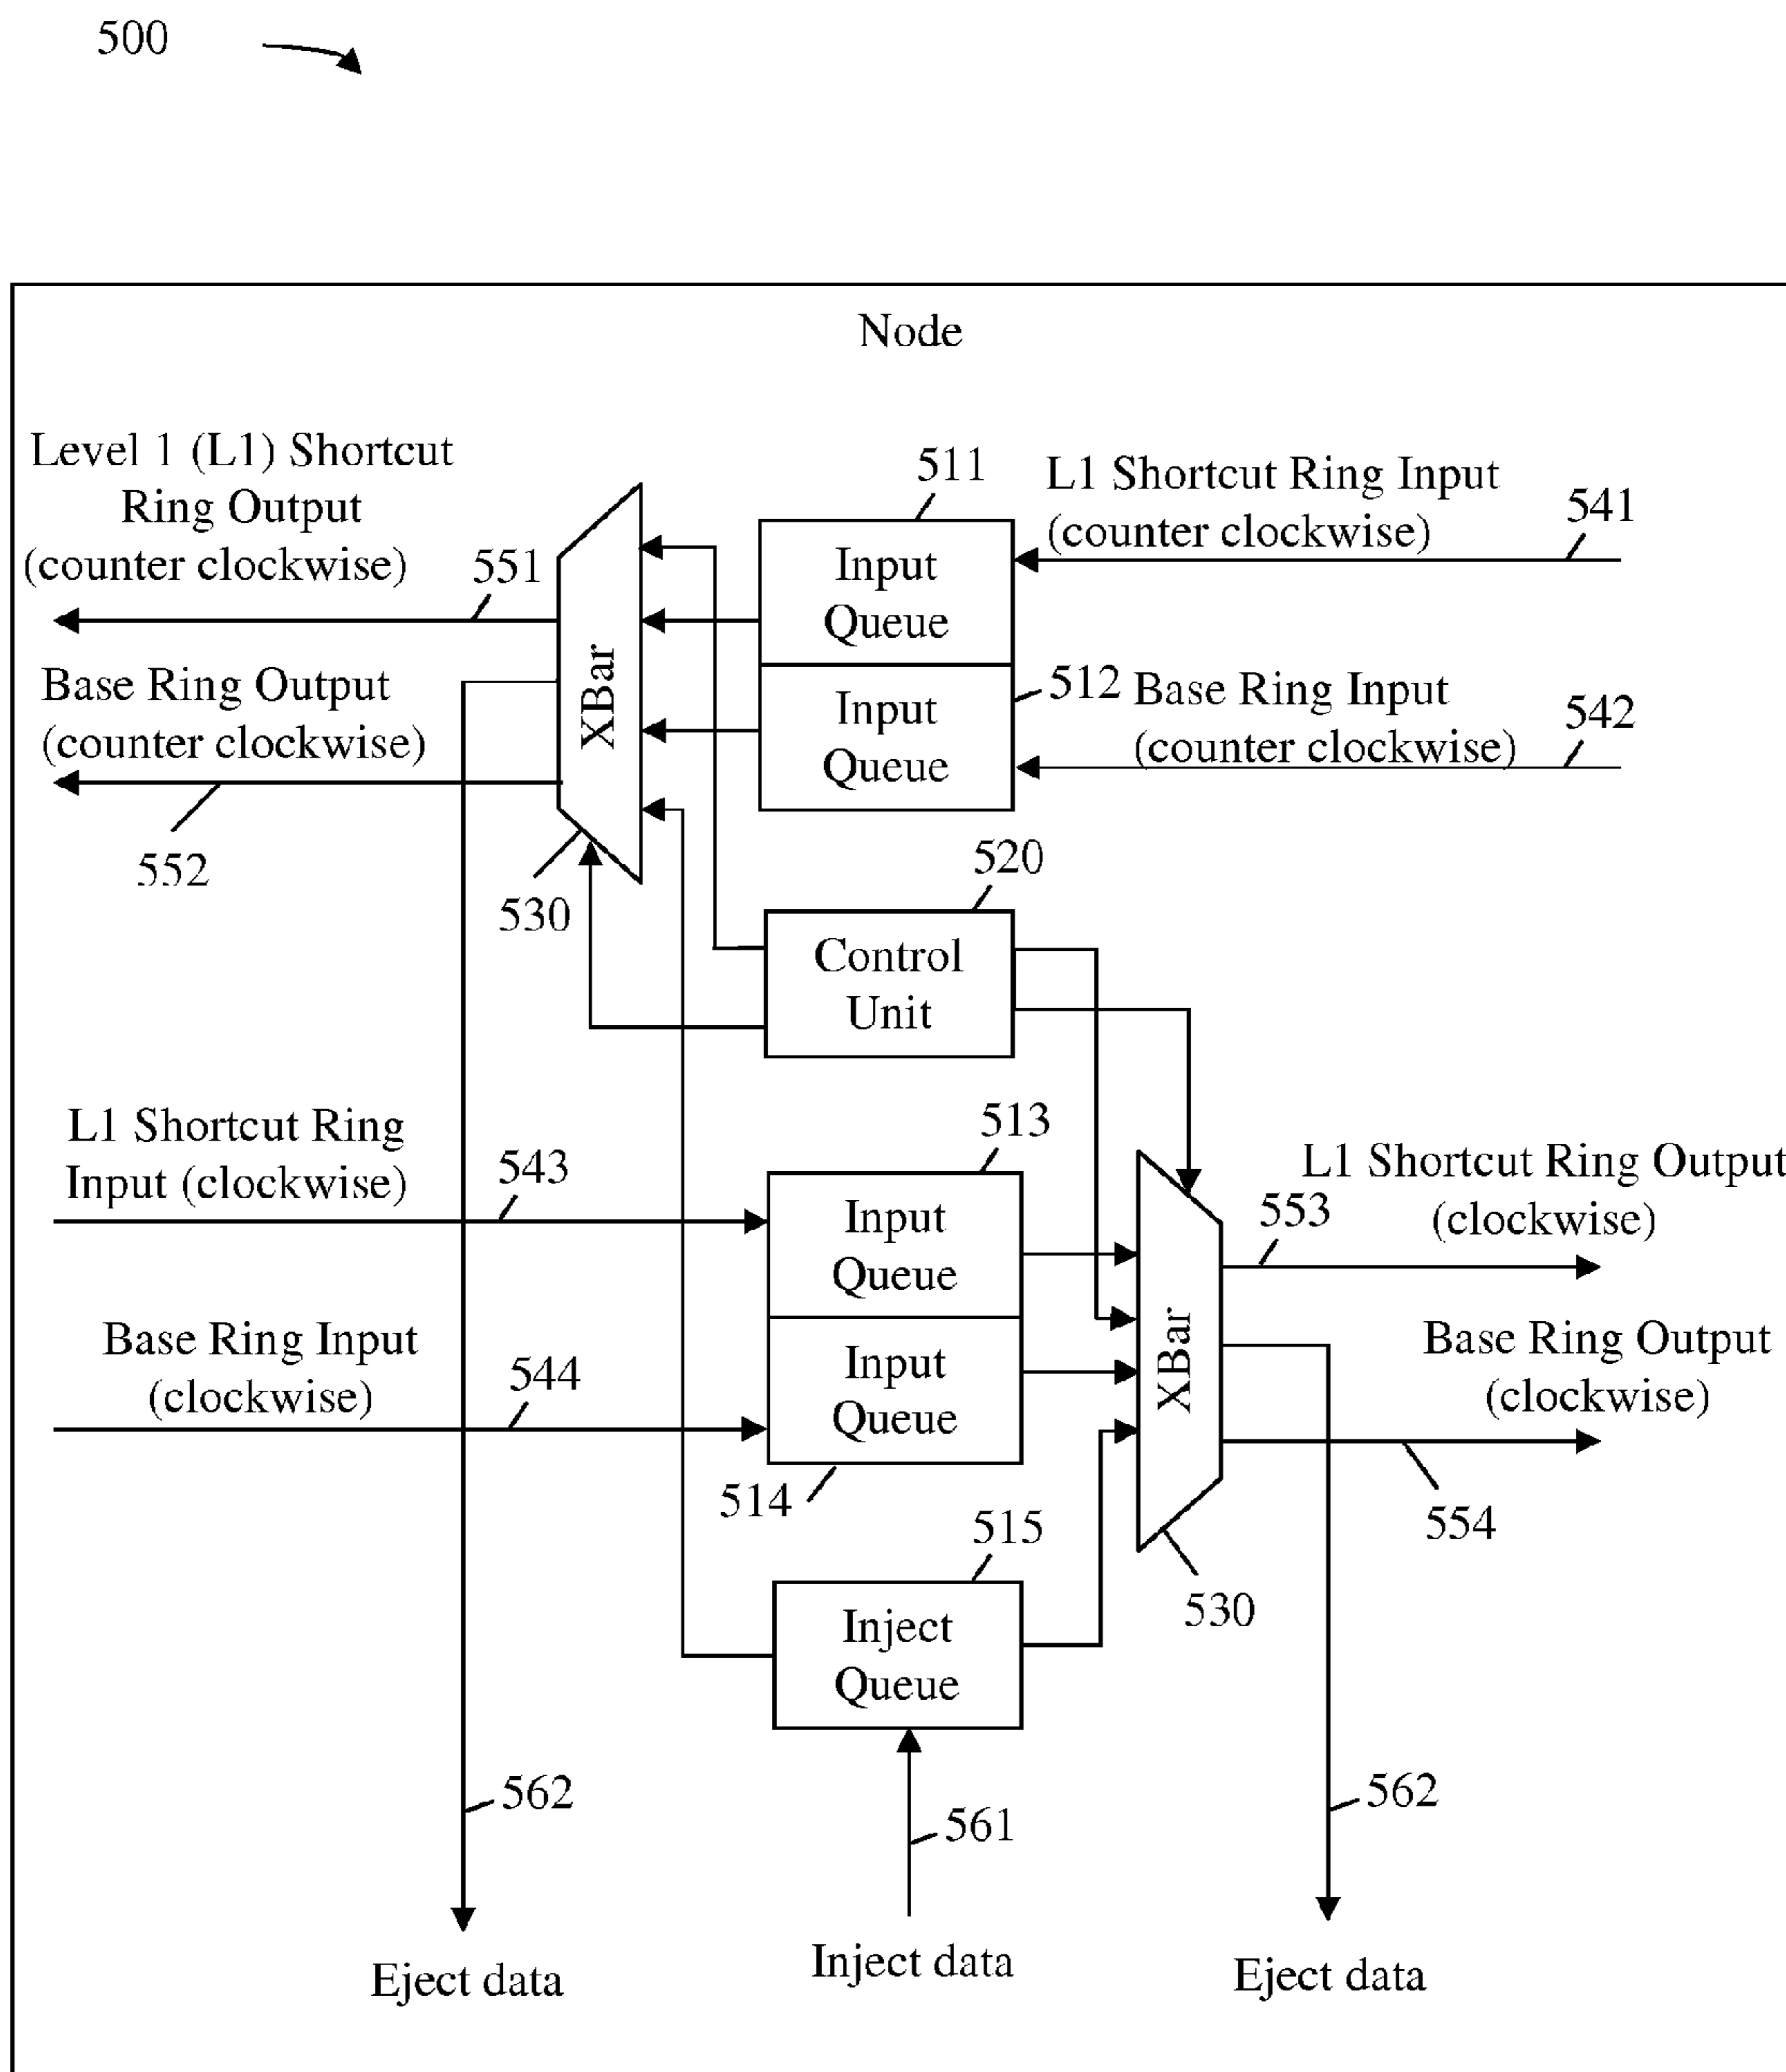 500
Node
Level 1 (L1) Shortcut
Ring Output
(counter clockwise)
551
Base Ring Output
(counter clockwise)
552
XBar
530
511
Input
Queue
L1 Shortcut Ring Input
(counter clockwise)
541
Input
Queue
512
Base Ring Input
(counter clockwise)
542
520
Control
Unit
L1 Shortcut Ring
Input (clockwise)
543
Base Ring Input
(clockwise)
544
513
Input
Queue
Input
Queue
514
XBar
530
L1 Shortcut Ring Output
(clockwise)
553
Base Ring Output
(clockwise)
554
515
Inject
Queue
562
561
562
Eject data
Inject data
Eject data